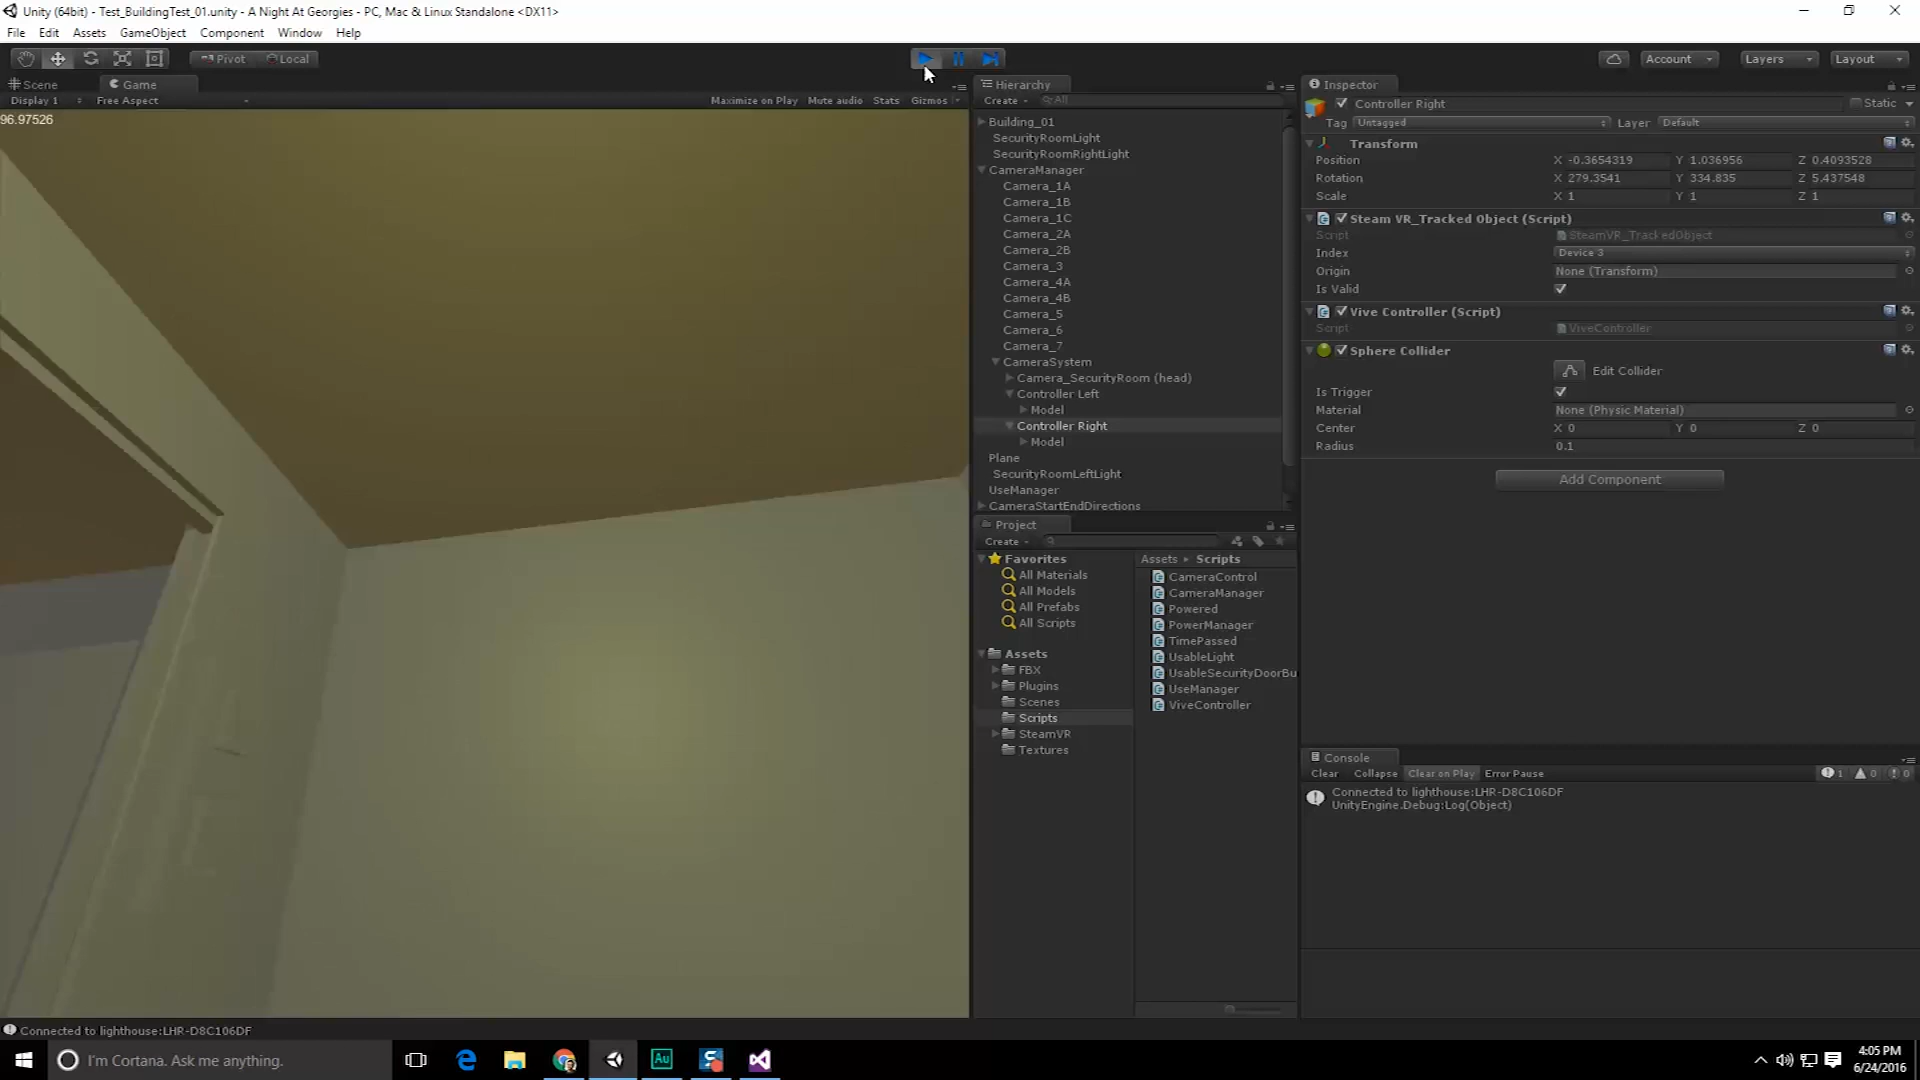 Unity (64bit) - Test_BuildingTest_01.unity - A Night At Georgies - PC, Mac & Linux Standalone <DX11>
File Edit Assets GameObject Component Window Help
Pivot Local
Account Layers Layout
Scene Game
Display 1 Free Aspect Maximize on Play Mute audio Stats Gizmos
96.97526
Hierarchy
Create All
Building_01
SecurityRoomLight
SecurityRoomRightLight
CameraManager
Camera_1A
Camera_1B
Camera_1C
Camera_2A
Camera_2B
Camera_3
Camera_4A
Camera_4B
Camera_5
Camera_6
Camera_7
CameraSystem
Camera_SecurityRoom (head)
Controller Left
Model
Controller Right
Model
Plane
SecurityRoomLeftLight
UseManager
CameraStartEndDirections
Project
Create
Favorites
All Materials
All Models
All Prefabs
All Scripts
Assets
FBX
Plugins
Scenes
Scripts
SteamVR
Textures
Assets Scripts
CameraControl
CameraManager
Powered
PowerManager
TimePassed
UsableLight
UsableSecurityDoorBu
UseManager
ViveController
Inspector
Controller Right Static
Tag Untagged Layer Default
Transform
Position X -0.3654319 Y 1.036956 Z 0.4093528
Rotation X 279.3541 Y 334.835 Z 5.437548
Scale X 1 Y 1 Z 1
Steam VR_Tracked Object (Script)
Script SteamVR_TrackedObject
Index Device 3
Origin None (Transform)
Is Valid
Vive Controller (Script)
Script ViveController
Sphere Collider
Edit Collider
Is Trigger
Material None (Physic Material)
Center X 0 Y 0 Z 0
Radius 0.1
Add Component
Console
Clear Collapse Clear on Play Error Pause 1 0 0
Connected to lighthouse:LHR-D8C106DF
UnityEngine.Debug:Log(Object)
Connected to lighthouse:LHR-D8C106DF
I'm Cortana. Ask me anything.
Au
4:05 PM
6/24/2016